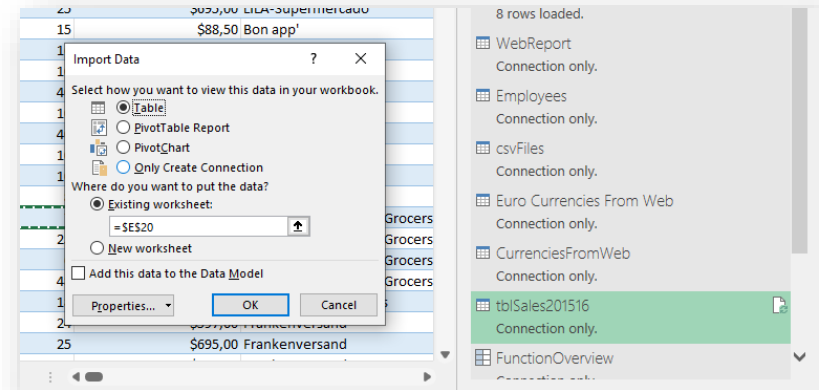 25 $695,00 LILA-Supermercado
15 $88,50 Bon app'
Import Data ? ×
Select how you want to view this data in your workbook.
Table
PivotTable Report
PivotChart
Only Create Connection
Where do you want to put the data?
Existing worksheet:
=$E$20
New worksheet
Add this data to the Data Model
Properties...
OK
Cancel
Grocers
Grocers
Grocers
Grocers
24 $597,00 Frankenversand
25 $695,00 Frankenversand
8 rows loaded.
WebReport
Connection only.
Employees
Connection only.
csvFiles
Connection only.
Euro Currencies From Web
Connection only.
CurrenciesFromWeb
Connection only.
tblSales201516
Connection only.
FunctionOverview
Connection only.